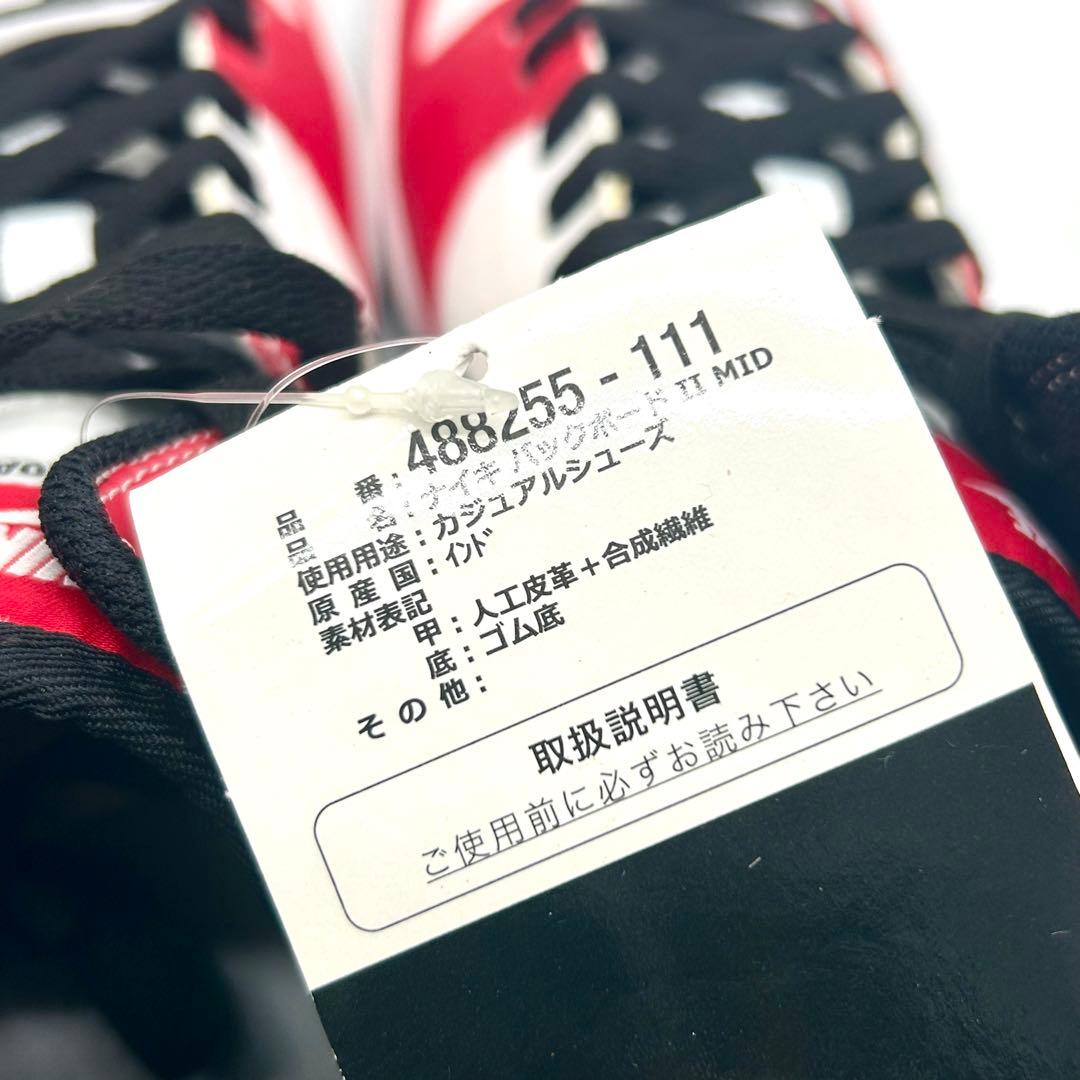 品 番：488255 - 111
品 名：ナイキ バックボード II MID
使用用途：カジュアルシューズ
原 産 国：インド
素材表記
甲：人工皮革＋合成繊維
底：ゴム底
そ の 他：
取扱説明書
ご使用前に必ずお読み下さい